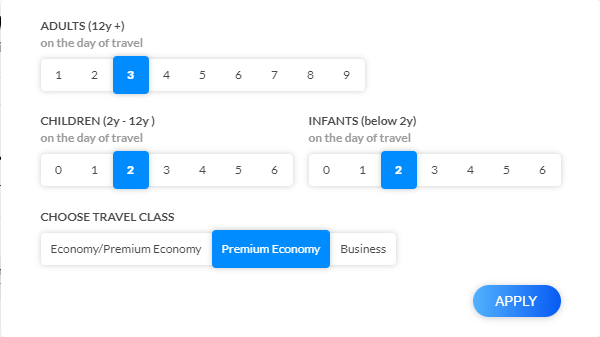 ADULTS (12y +)
on the day of travel
1 2 3 4 5 6 7 8 9
CHILDREN (2y - 12y )
on the day of travel
0 1 2 3 4 5 6
INFANTS (below 2y)
on the day of travel
0 1 2 3 4 5 6
CHOOSE TRAVEL CLASS
Economy/Premium Economy Premium Economy Business
APPLY